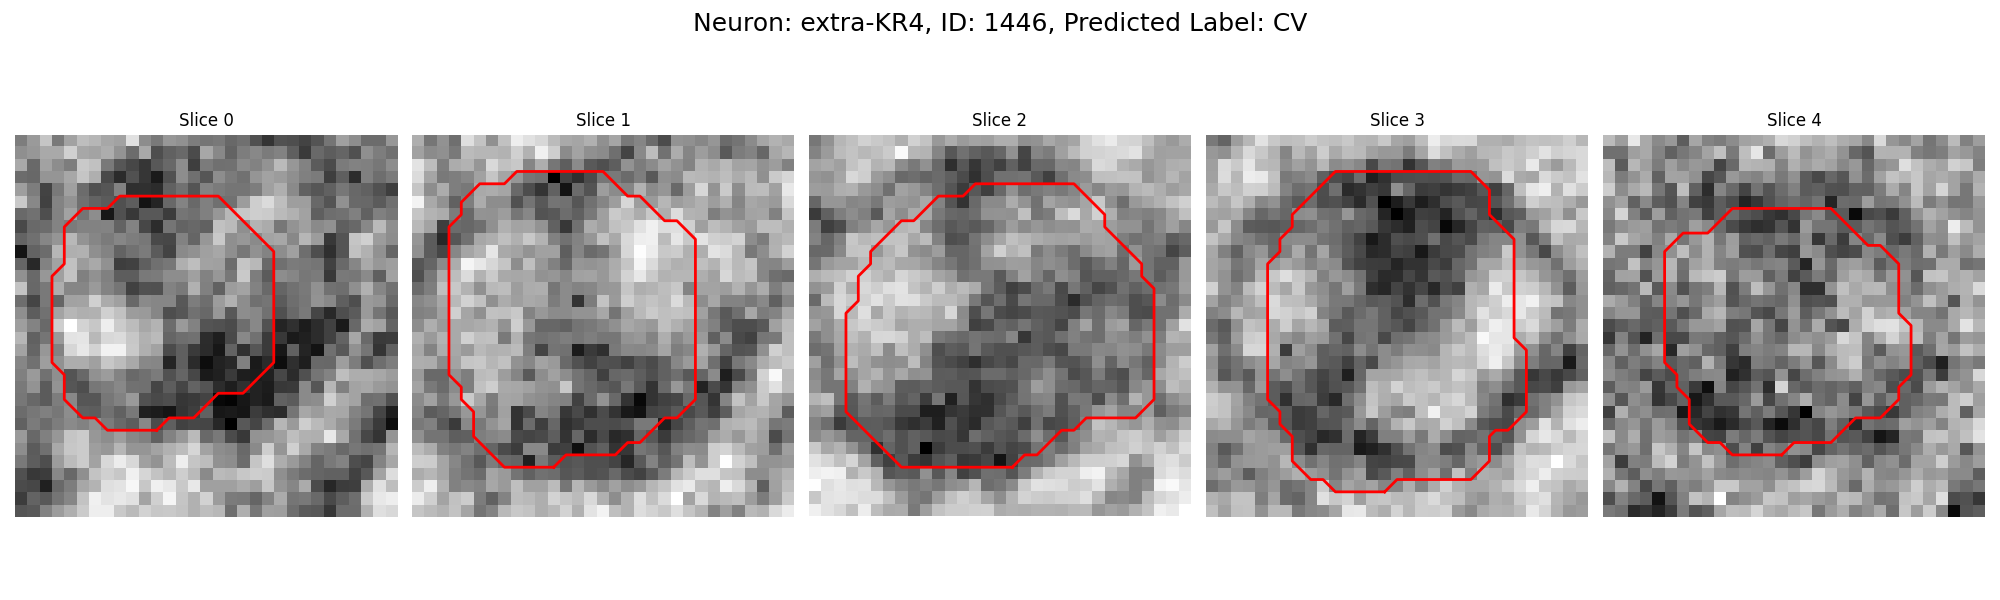 Neuron: extra-KR4, ID: 1446, Predicted Label: CV
Slice 0
Slice 1
Slice 2
Slice 3
Slice 4